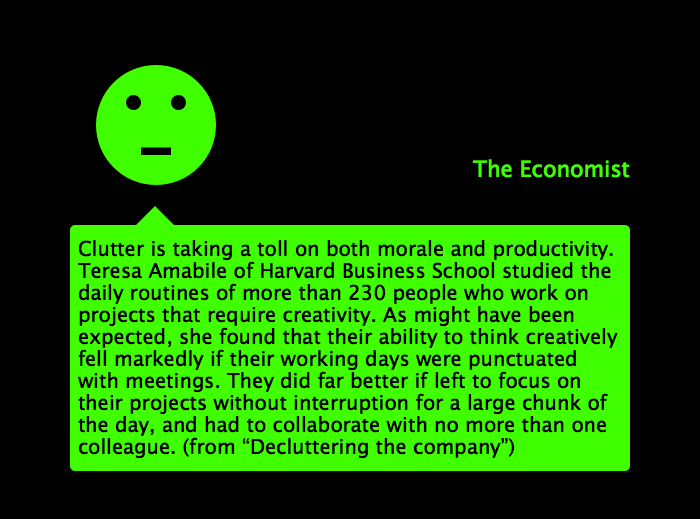 The Economist
Clutter is taking a toll on both morale and productivity.
Teresa Amabile of Harvard Business School studied the
daily routines of more than 230 people who work on
projects that require creativity. As might have been
expected, she found that their ability to think creatively
fell markedly if their working days were punctuated
with meetings. They did far better if left to focus on
their projects without interruption for a large chunk of
the day, and had to collaborate with no more than one
colleague. (from “Decluttering the company”)